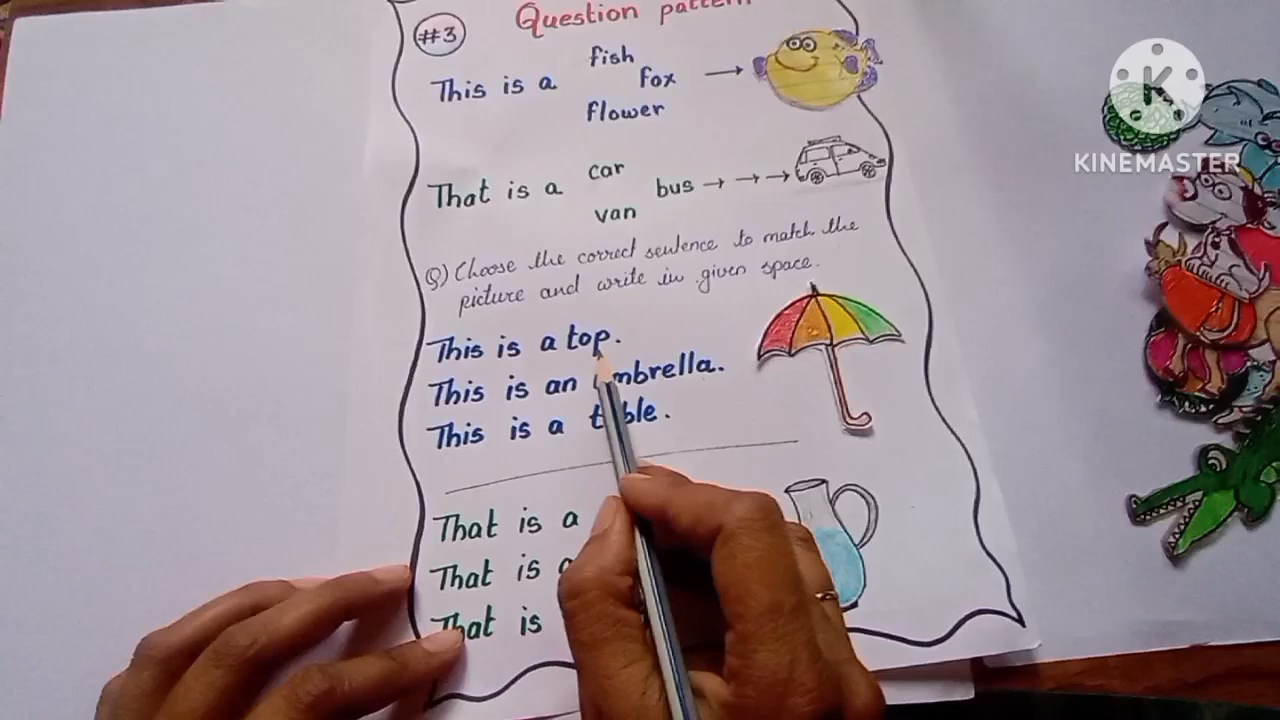 Question pattern
#3
fish
This is a fox →
flower
car
That is a bus → → →
van
Q) Choose the correct sentence to match the
picture and write in given space.
This is a top.
This is an umbrella.
This is a table.
That is a
That is a
That is
K
KINEMASTER